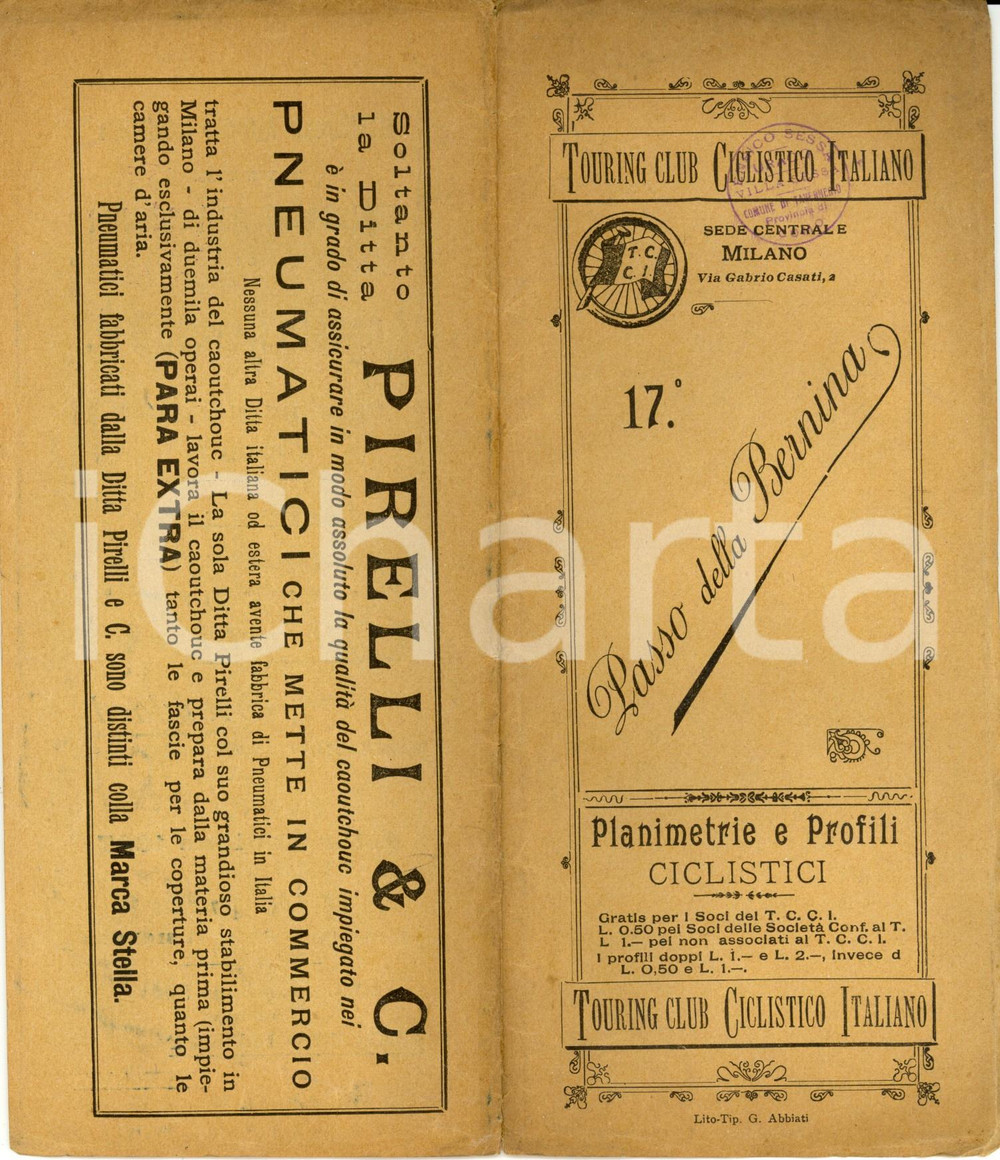 Soltanto
la Ditta PIRELLI & C.
è in grado di assicurare in modo assoluto la qualità del caoutchouc impiegato nei
PNEUMATICI CHE METTE IN COMMERCIO
Nessuna altra Ditta italiana od estera avente fabbrica di Pneumatici in Italia
tratta l'industria del caoutchouc - La sola Ditta Pirelli col suo grandioso stabilimento in
Milano - di duemila operai - lavora il caoutchouc e prepara dalla materia prima (impie-
gando esclusivamente (PARA EXTRA) tanto le fascie per le coperture, quanto le
camere d'aria.
Pneumatici fabbricati dalla Ditta Pirelli e C. sono distinti colla Marca Stella.
TOURING CLUB CICLISTICO ITALIANO
SESSA
VILLA
COMUNE DI
Provincia di
SEDE CENTRALE
MILANO
Via Gabrio Casati, 2
T. C.
C. I.
17.°
Passo della Bernina
Planimetrie e Profili
CICLISTICI
Gratis per i Soci del T. C. C. I.
L. 0.50 pei Soci delle Società Conf. al T.
L 1.— pei non associati al T. C. C. I.
I profili doppi L. 1.— e L. 2.—, invece d
L. 0,50 e L. 1.—.
TOURING CLUB CICLISTICO ITALIANO
Lito-Tip. G. Abbiati
iCharta